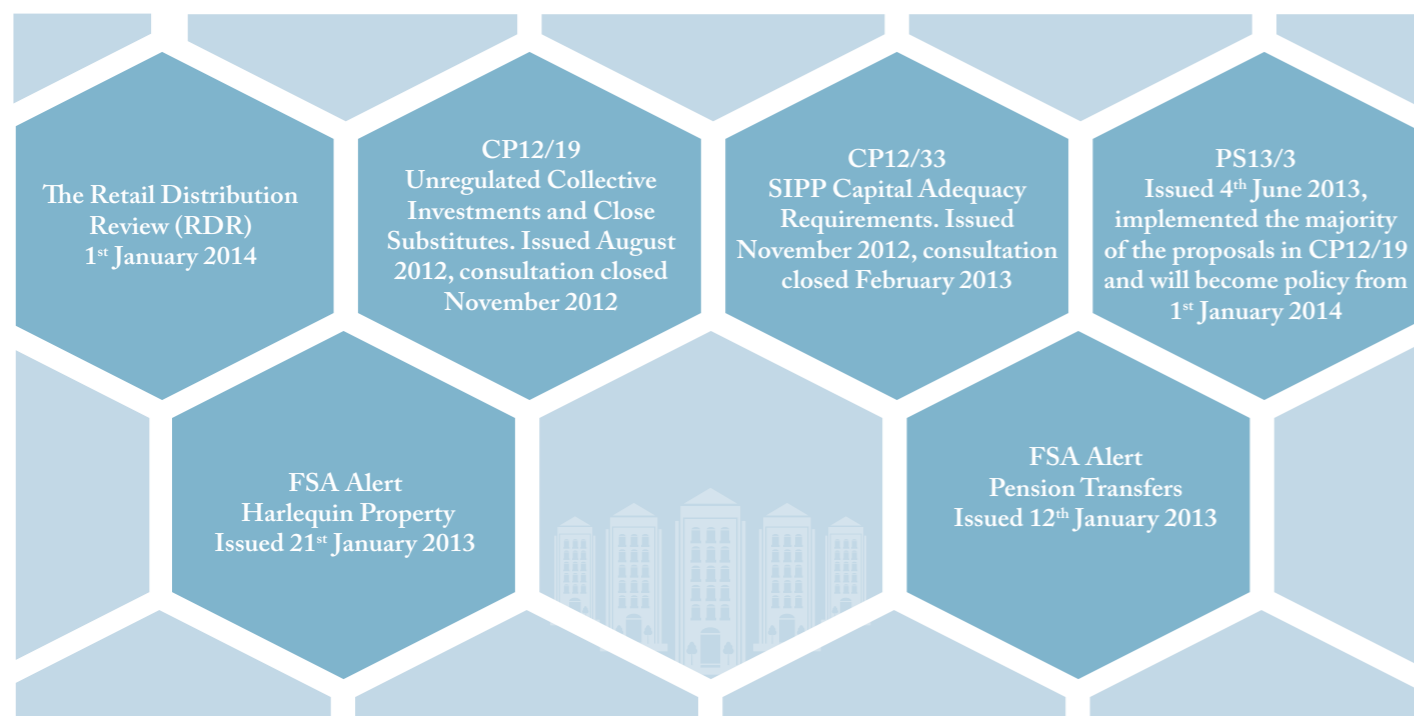 The Retail Distribution
Review (RDR)
1st January 2014
CP12/19
Unregulated Collective
Investments and Close
Substitutes. Issued August
2012, consultation closed
November 2012
CP12/33
SIPP Capital Adequacy
Requirements. Issued
November 2012, consultation
closed February 2013
PS13/3
Issued 4th June 2013,
implemented the majority
of the proposals in CP12/19
and will become policy from
1st January 2014
FSA Alert
Harlequin Property
Issued 21st January 2013
FSA Alert
Pension Transfers
Issued 12th January 2013